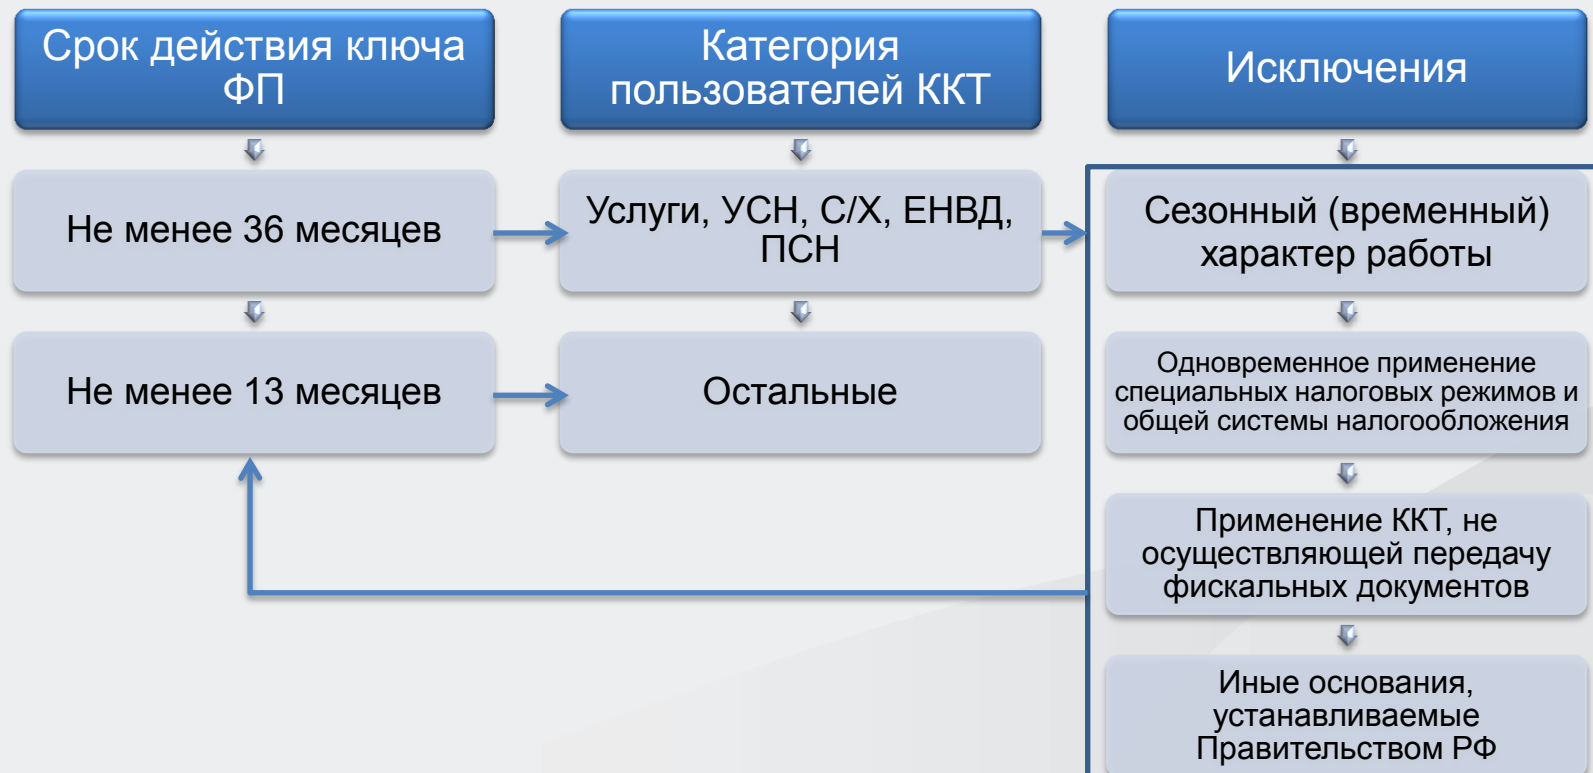 Срок действия ключа
ФП
Категория
пользователей ККТ
Исключения
Не менее 36 месяцев
Услуги, УСН, С/Х, ЕНВД,
ПСН
Сезонный (временный)
характер работы
Не менее 13 месяцев
Остальные
Одновременное применение
специальных налоговых режимов и
общей системы налогообложения
Применение ККТ, не
осуществляющей передачу
фискальных документов
Иные основания,
устанавливаемые
Правительством РФ